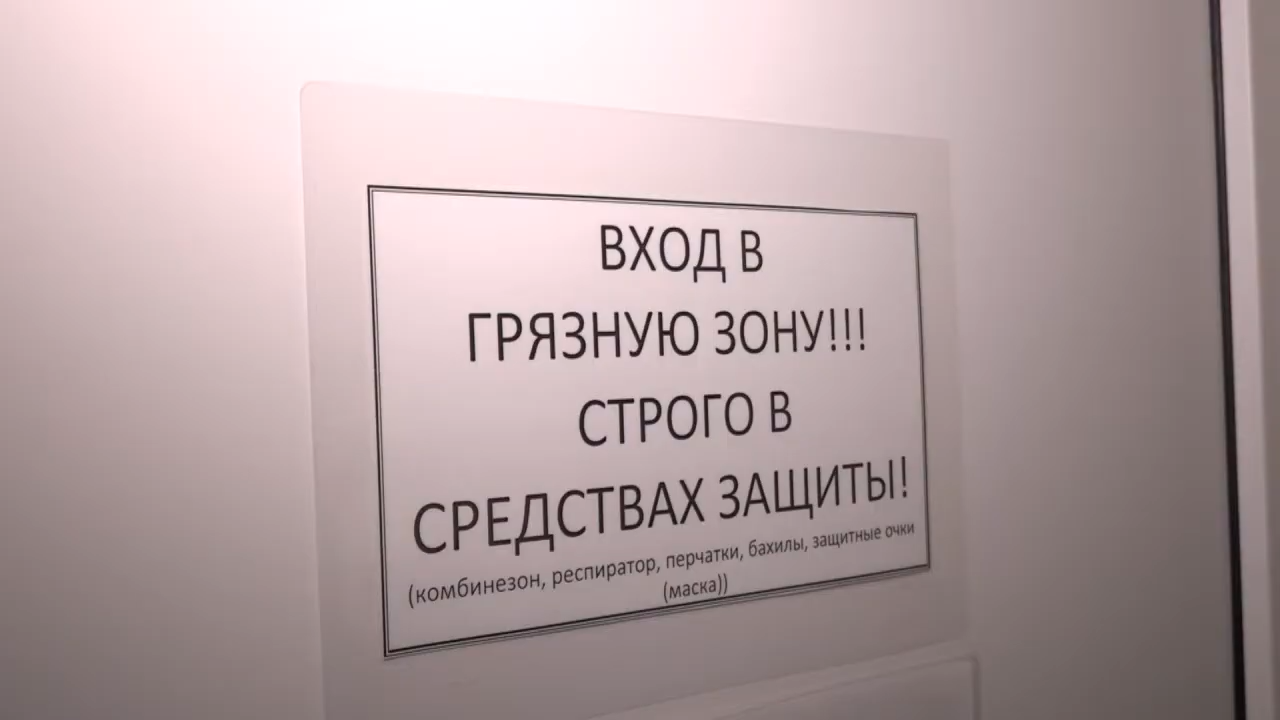 ВХОД В
ГРЯЗНУЮ ЗОНУ!!!
СТРОГО В
СРЕДСТВАХ ЗАЩИТЫ!
(комбинезон, респиратор, перчатки, бахилы, защитные очки
(маска))